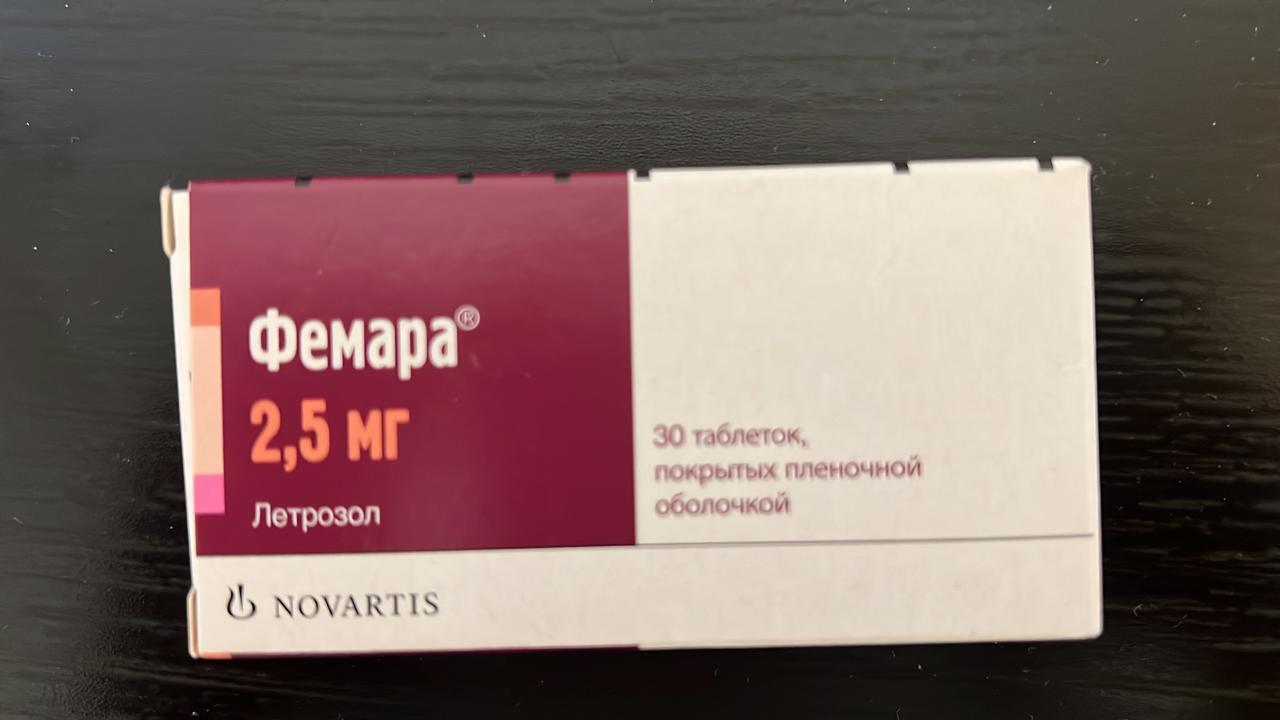 Фемара®
2,5 мг
Летрозол
30 таблеток,
покрытых пленочной
оболочкой
NOVARTIS